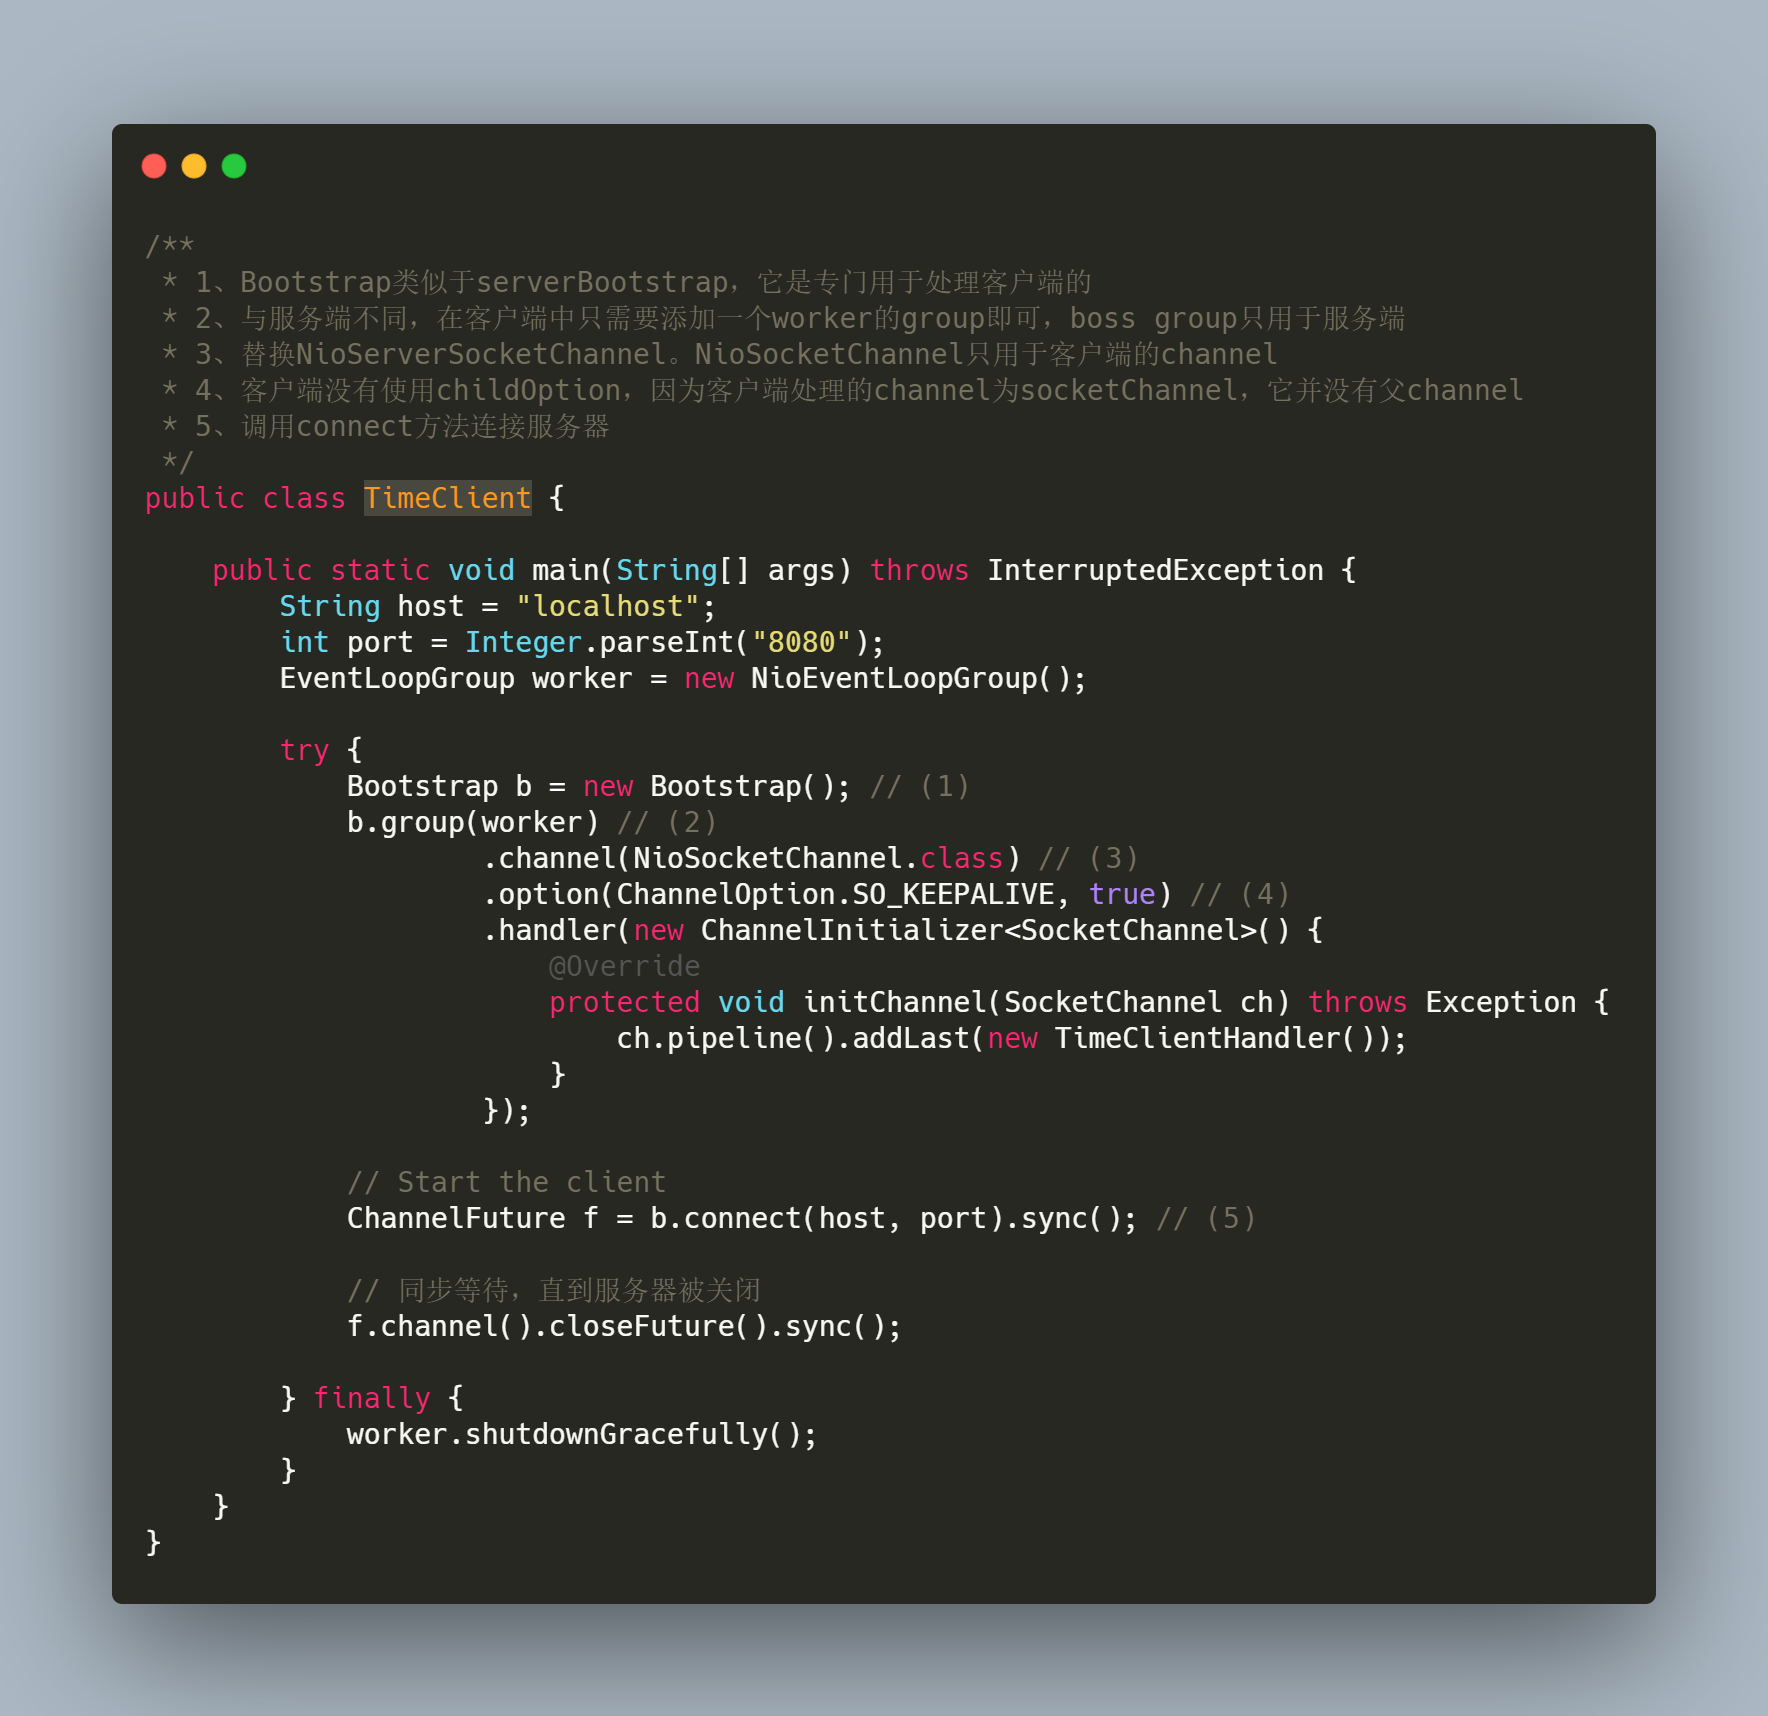 /**
 * 1、Bootstrap类似于serverBootstrap，它是专门用于处理客户端的
 * 2、与服务端不同，在客户端中只需要添加一个worker的group即可，boss group只用于服务端
 * 3、替换NioServerSocketChannel。NioSocketChannel只用于客户端的channel
 * 4、客户端没有使用childOption，因为客户端处理的channel为socketChannel，它并没有父channel
 * 5、调用connect方法连接服务器
 */
public class TimeClient {
    public static void main(String[] args) throws InterruptedException {
        String host = "localhost";
        int port = Integer.parseInt("8080");
        EventLoopGroup worker = new NioEventLoopGroup();
        try {
            Bootstrap b = new Bootstrap(); // (1)
            b.group(worker) // (2)
                    .channel(NioSocketChannel.class) // (3)
                    .option(ChannelOption.SO_KEEPALIVE, true) // (4)
                    .handler(new ChannelInitializer<SocketChannel>() {
                        @Override
                        protected void initChannel(SocketChannel ch) throws Exception {
                            ch.pipeline().addLast(new TimeClientHandler());
                        }
                    });
            // Start the client
            ChannelFuture f = b.connect(host, port).sync(); // (5)
            // 同步等待，直到服务器被关闭
            f.channel().closeFuture().sync();
        } finally {
            worker.shutdownGracefully();
        }
    }
}